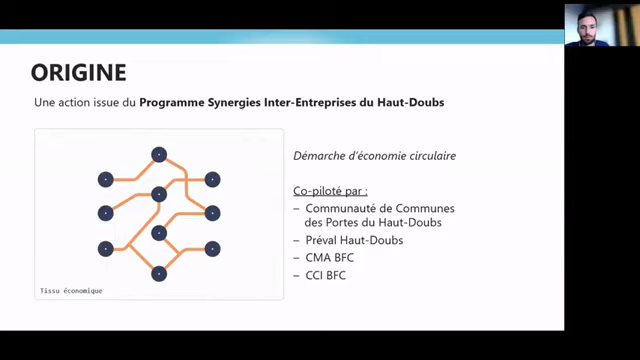 ORIGINE
Une action issue du Programme Synergies Inter-Entreprises du Haut-Doubs
Démarche d'économie circulaire
Co-piloté par :
– Communauté de Communes
des Portes du Haut-Doubs
– Préval Haut-Doubs
– CMA BFC
– CCI BFC
Tissu économique